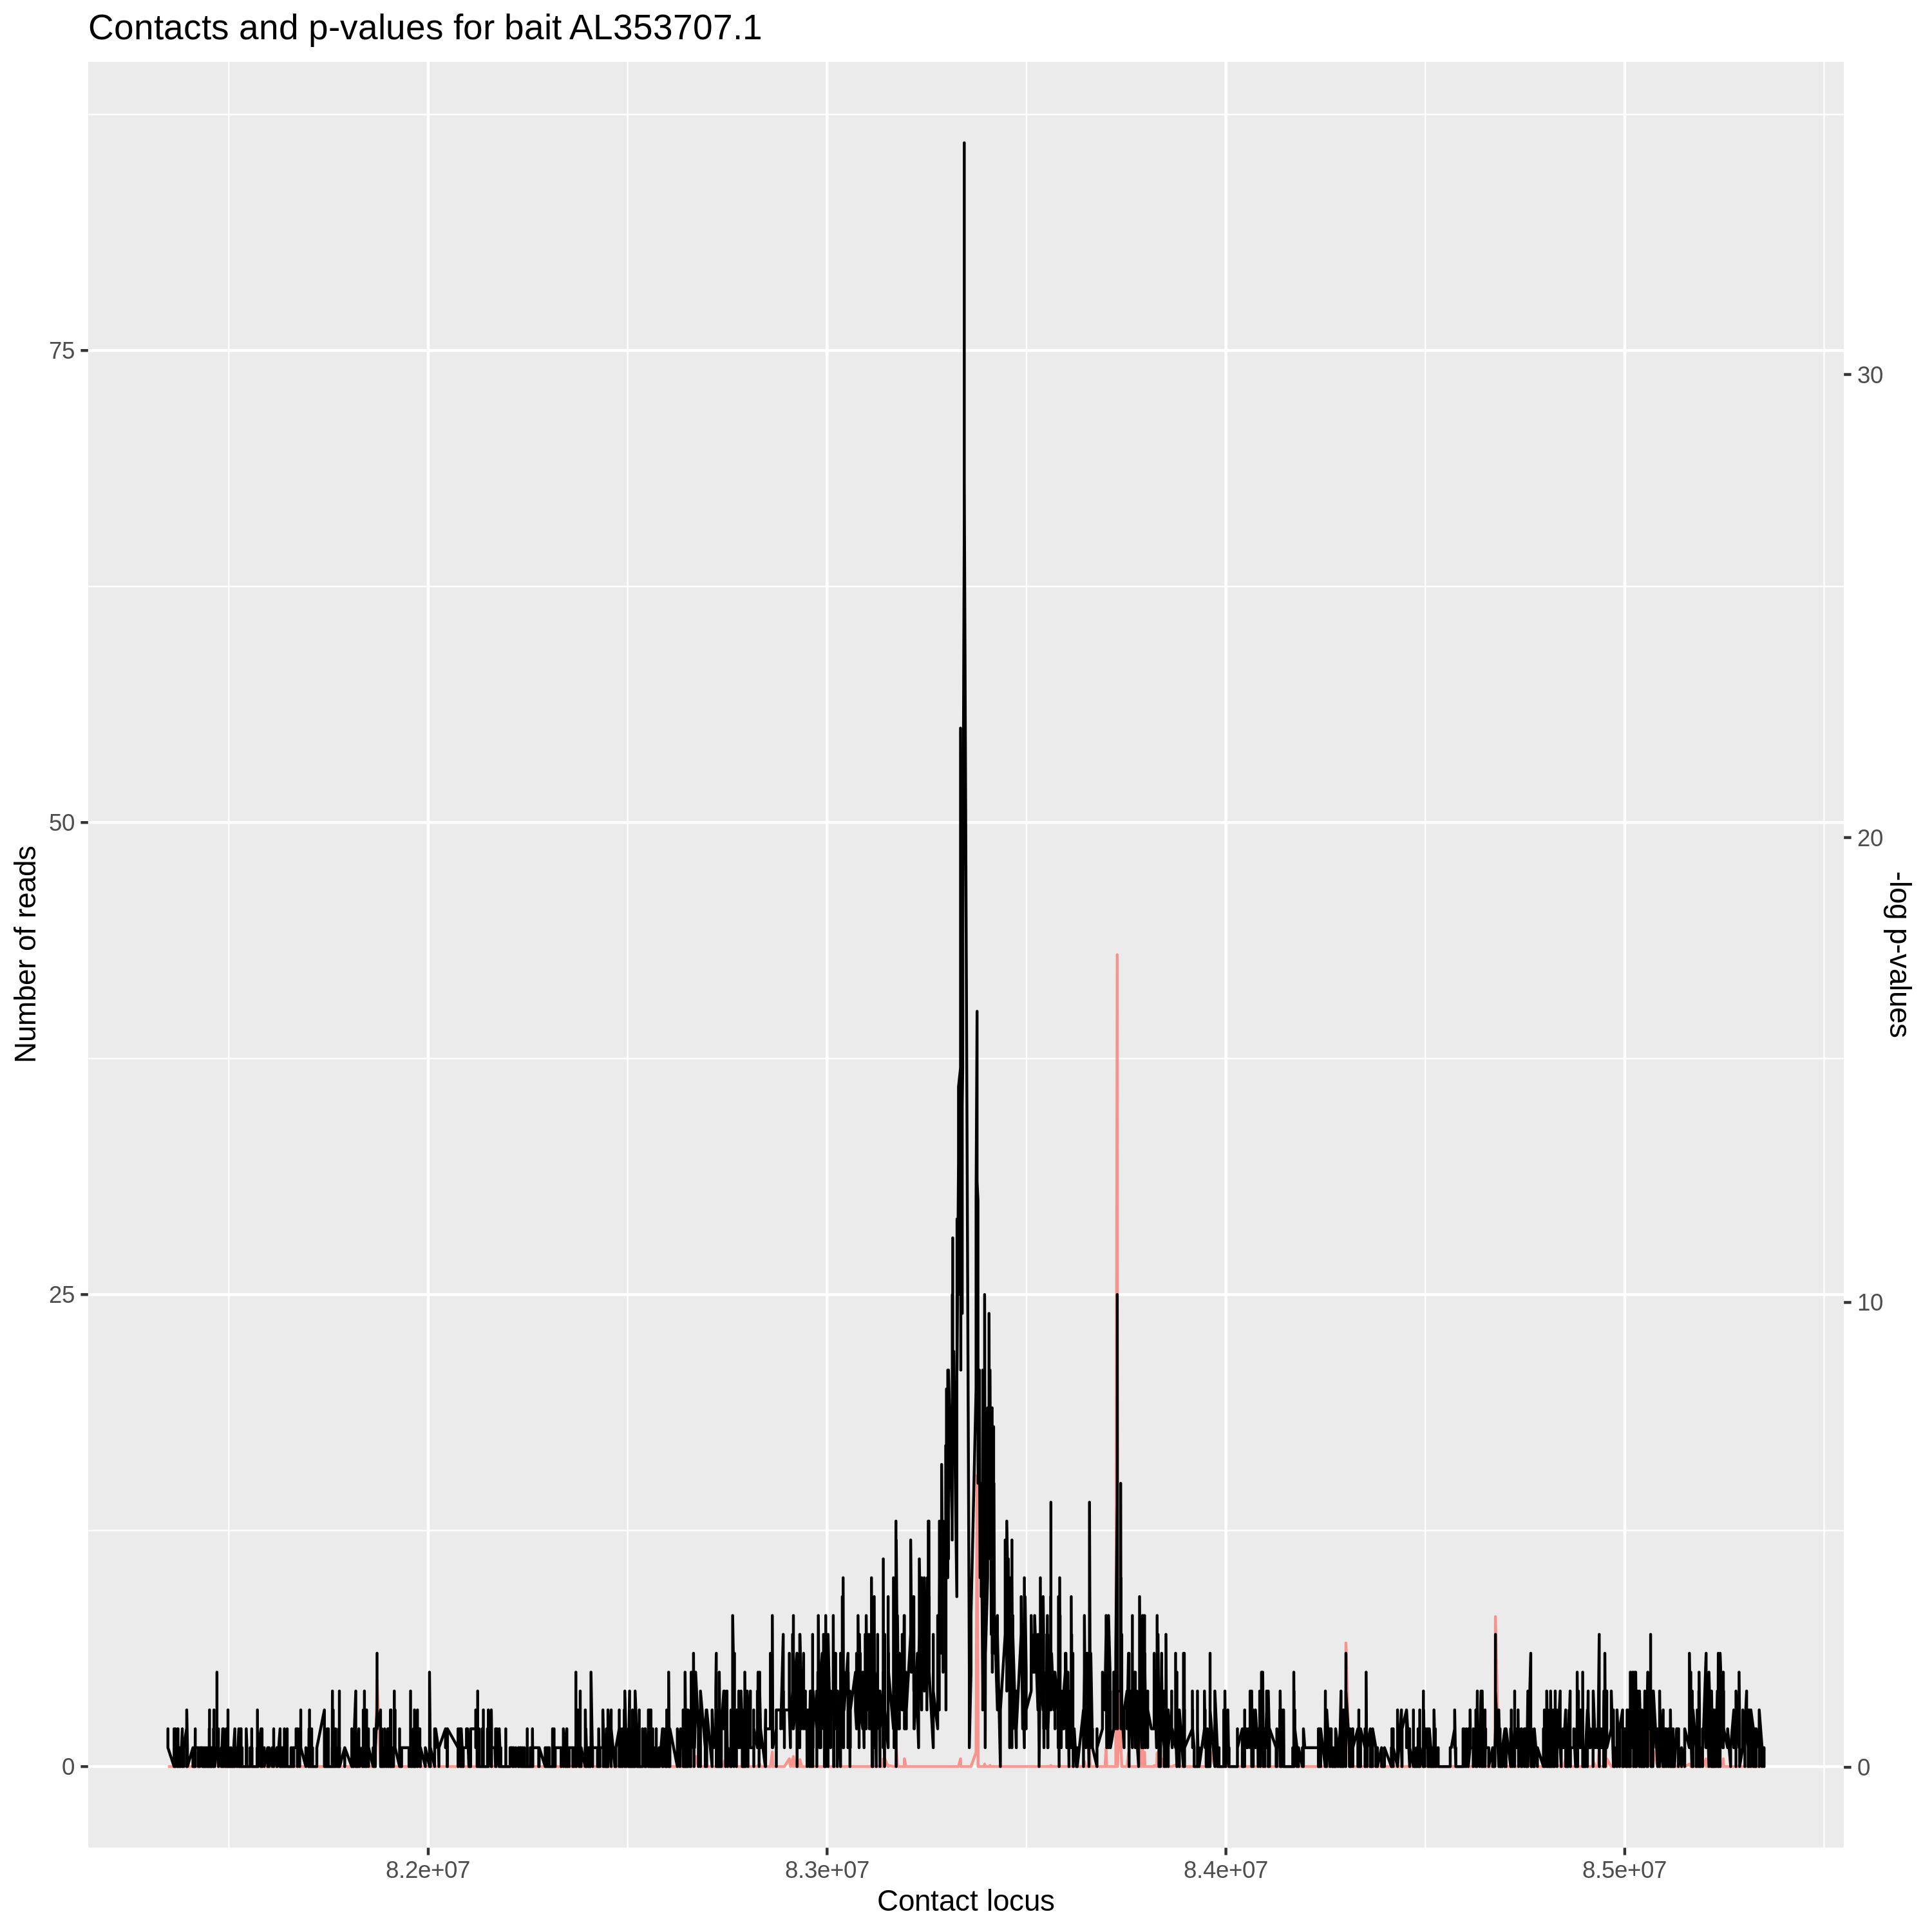 Contacts and p-values for bait AL353707.1
75
50
25
0
30
20
10
0
Number of reads
-log p-values
8.2e+07
8.3e+07
8.4e+07
8.5e+07
Contact locus